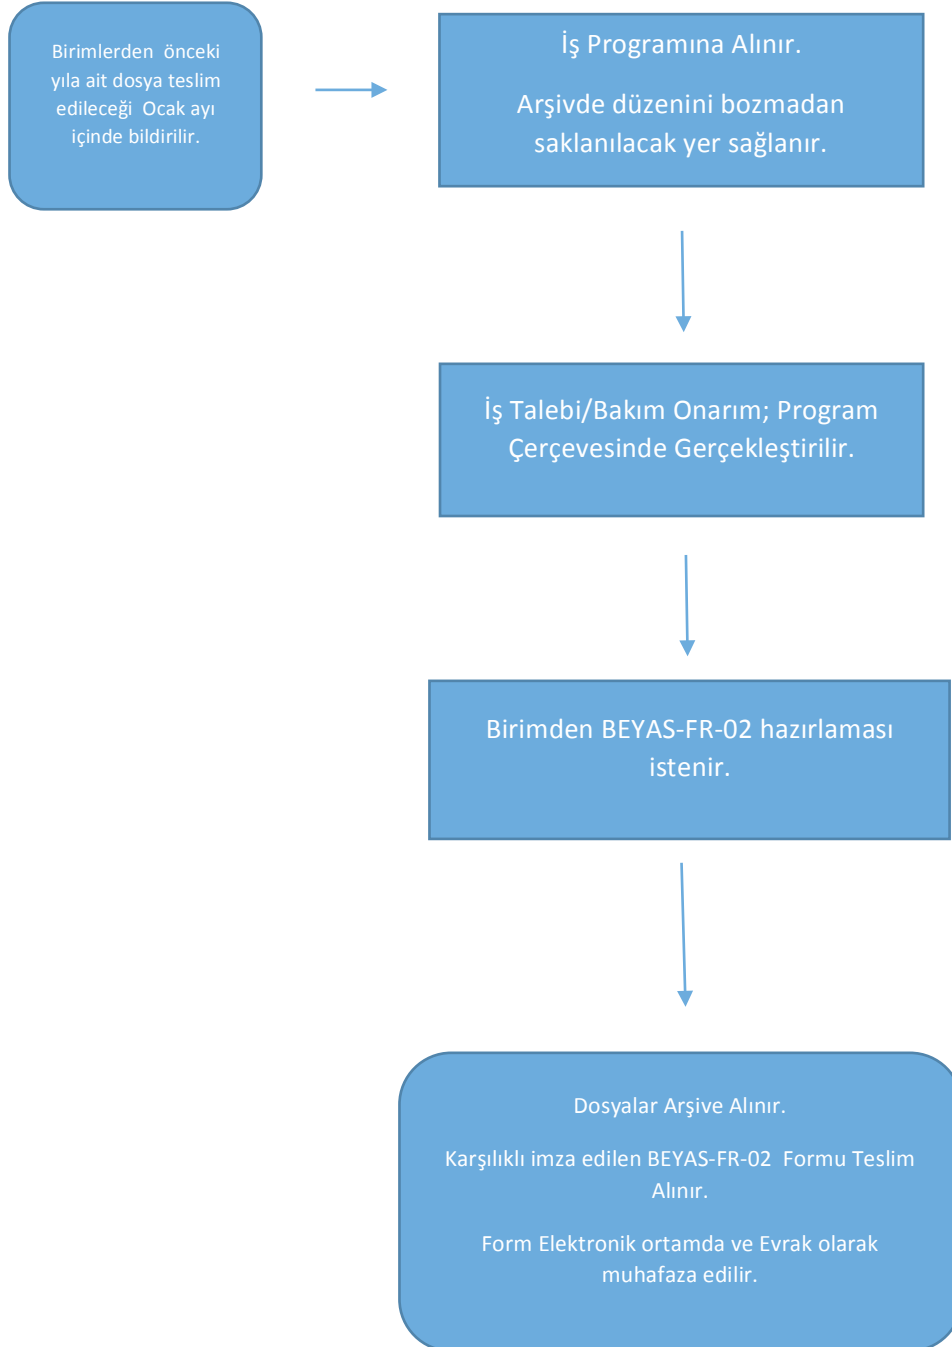 Birimlerden önceki
yıla ait dosya teslim
edileceği Ocak ayı
içinde bildirilir.
İş Programına Alınır.
Arşivde düzenini bozmadan
saklanılacak yer sağlanır.
İş Talebi/Bakım Onarım; Program
Çerçevesinde Gerçekleştirilir.
Birimden BEYAS-FR-02 hazırlaması
istenir.
Dosyalar Arşive Alınır.
Karşılıklı imza edilen BEYAS-FR-02 Formu Teslim
Alınır.
Form Elektronik ortamda ve Evrak olarak
muhafaza edilir.